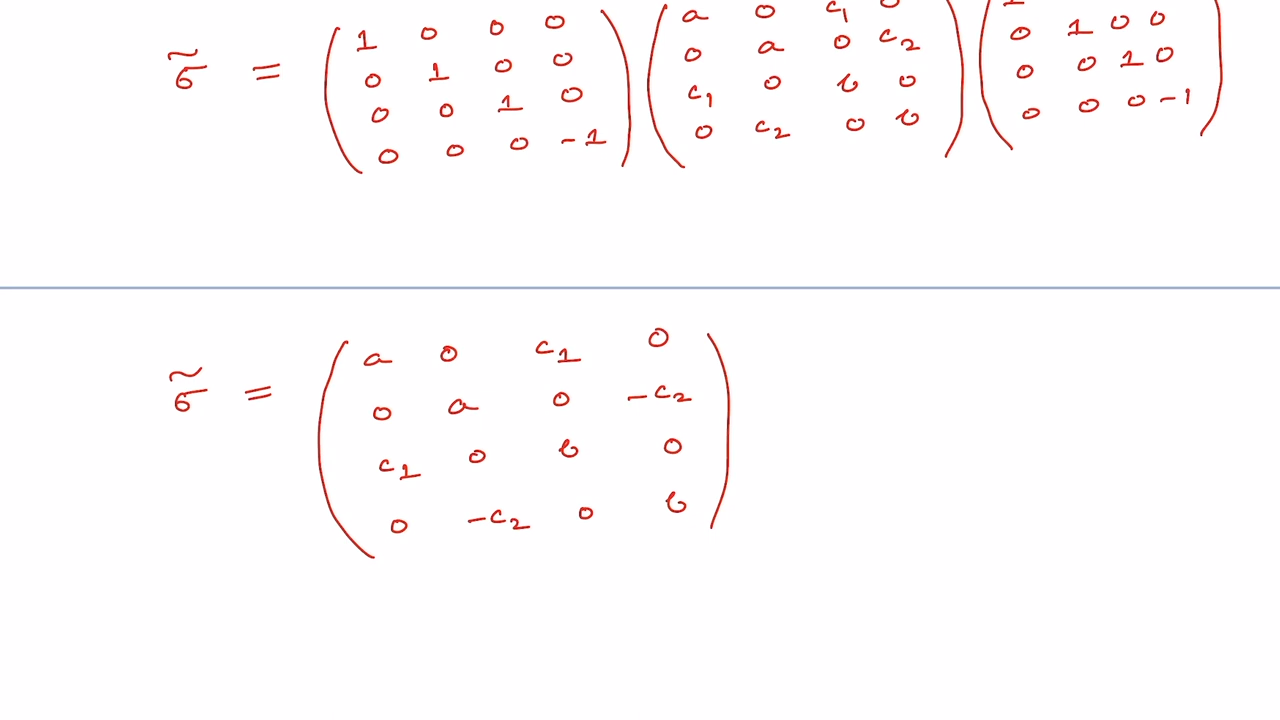 σ̃ = ( 1 0 0 0 ) ( a 0 c₁ 0 ) ( 1
0 1 0 0 0 a 0 c₂ 0 1 0 0
0 0 1 0 c₁ 0 b 0 0 0 1 0
0 0 0 -1 0 c₂ 0 b 0 0 0 -1
σ̃ = ( a 0 c₁ 0 )
0 a 0 -c₂
c₁ 0 b 0
0 -c₂ 0 b